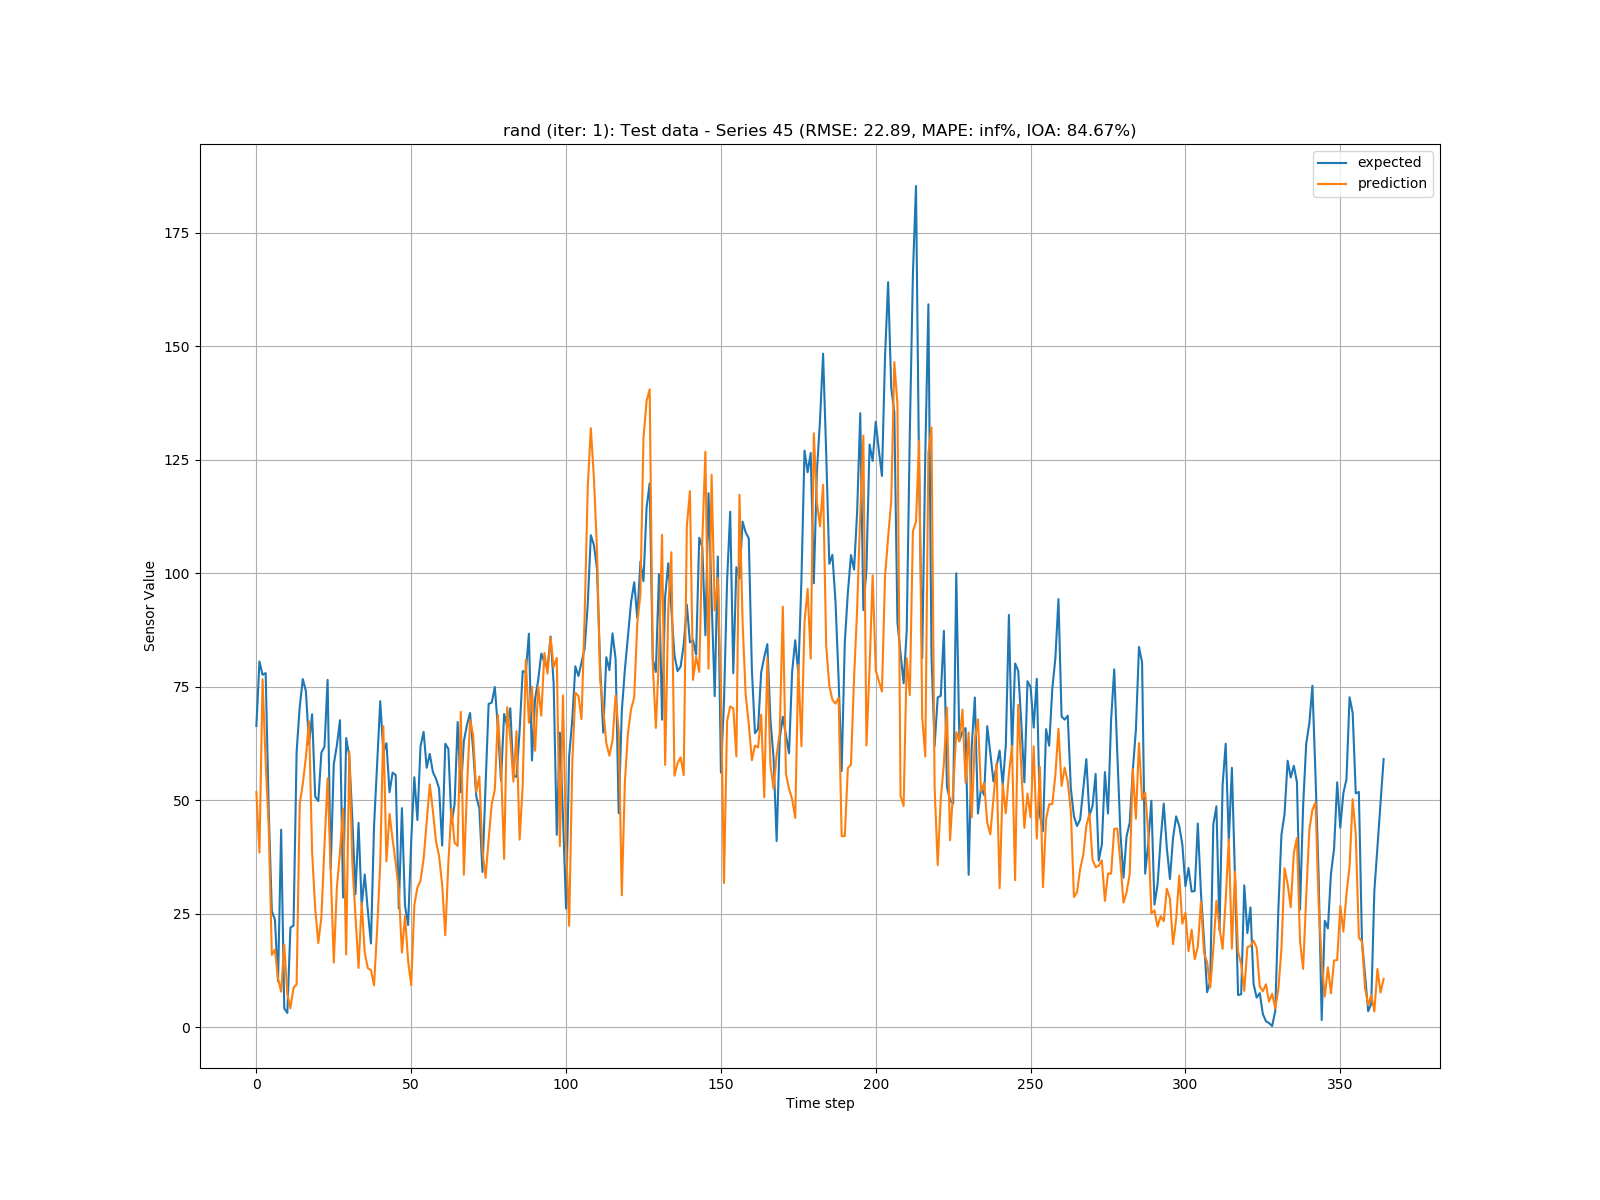 rand (iter: 1): Test data - Series 45 (RMSE: 22.89, MAPE: inf%, IOA: 84.67%)
expected
prediction
175
150
125
100
75
50
25
0
Sensor Value
0 50 100 150 200 250 300 350
Time step